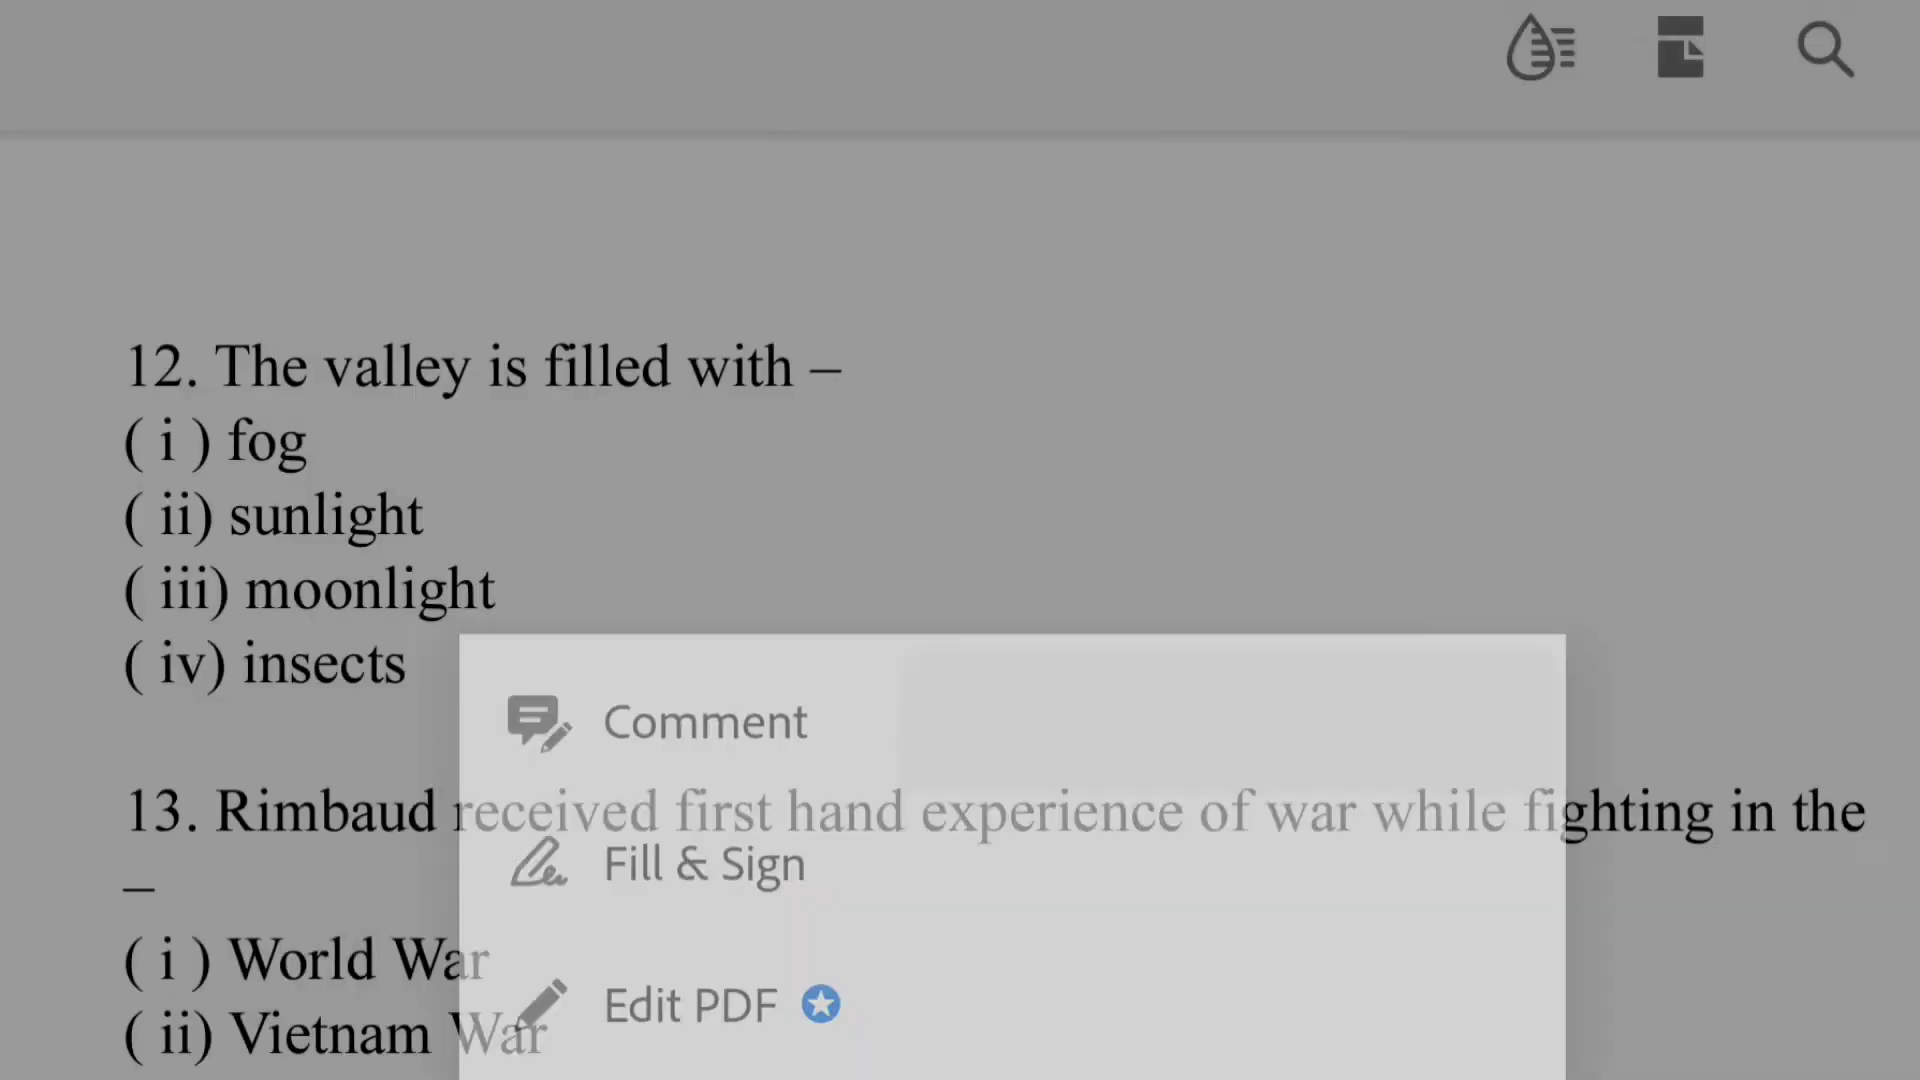 12. The valley is filled with –
( i ) fog
( ii) sunlight
( iii) moonlight
( iv) insects
Comment
13. Rimbaud received first hand experience of war while fighting in the
–
Fill & Sign
( i ) World War
Edit PDF
( ii) Vietnam War